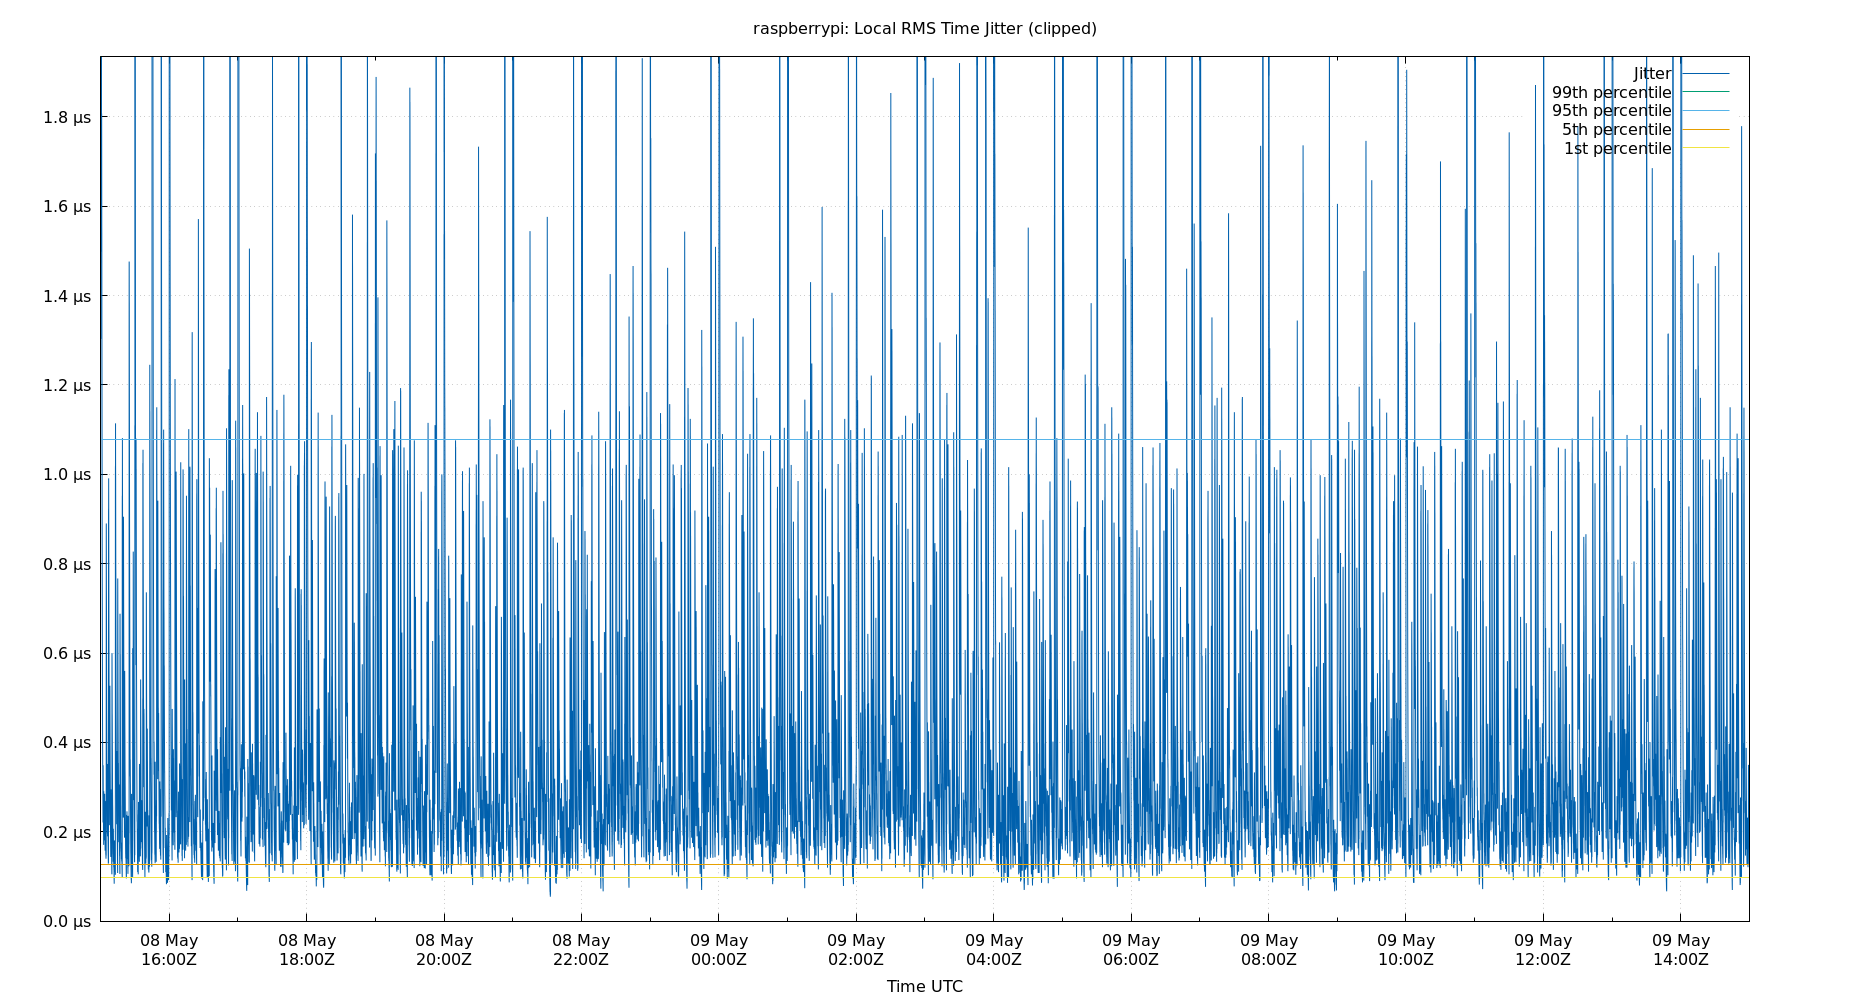 raspberrypi: Local RMS Time Jitter (clipped)
Jitter
99th percentile
95th percentile
5th percentile
1st percentile
1.8 µs
1.6 µs
1.4 µs
1.2 µs
1.0 µs
0.8 µs
0.6 µs
0.4 µs
0.2 µs
0.0 µs
08 May 08 May 08 May 08 May 09 May 09 May 09 May 09 May 09 May 09 May 09 May 09 May
16:00Z 18:00Z 20:00Z 22:00Z 00:00Z 02:00Z 04:00Z 06:00Z 08:00Z 10:00Z 12:00Z 14:00Z
Time UTC